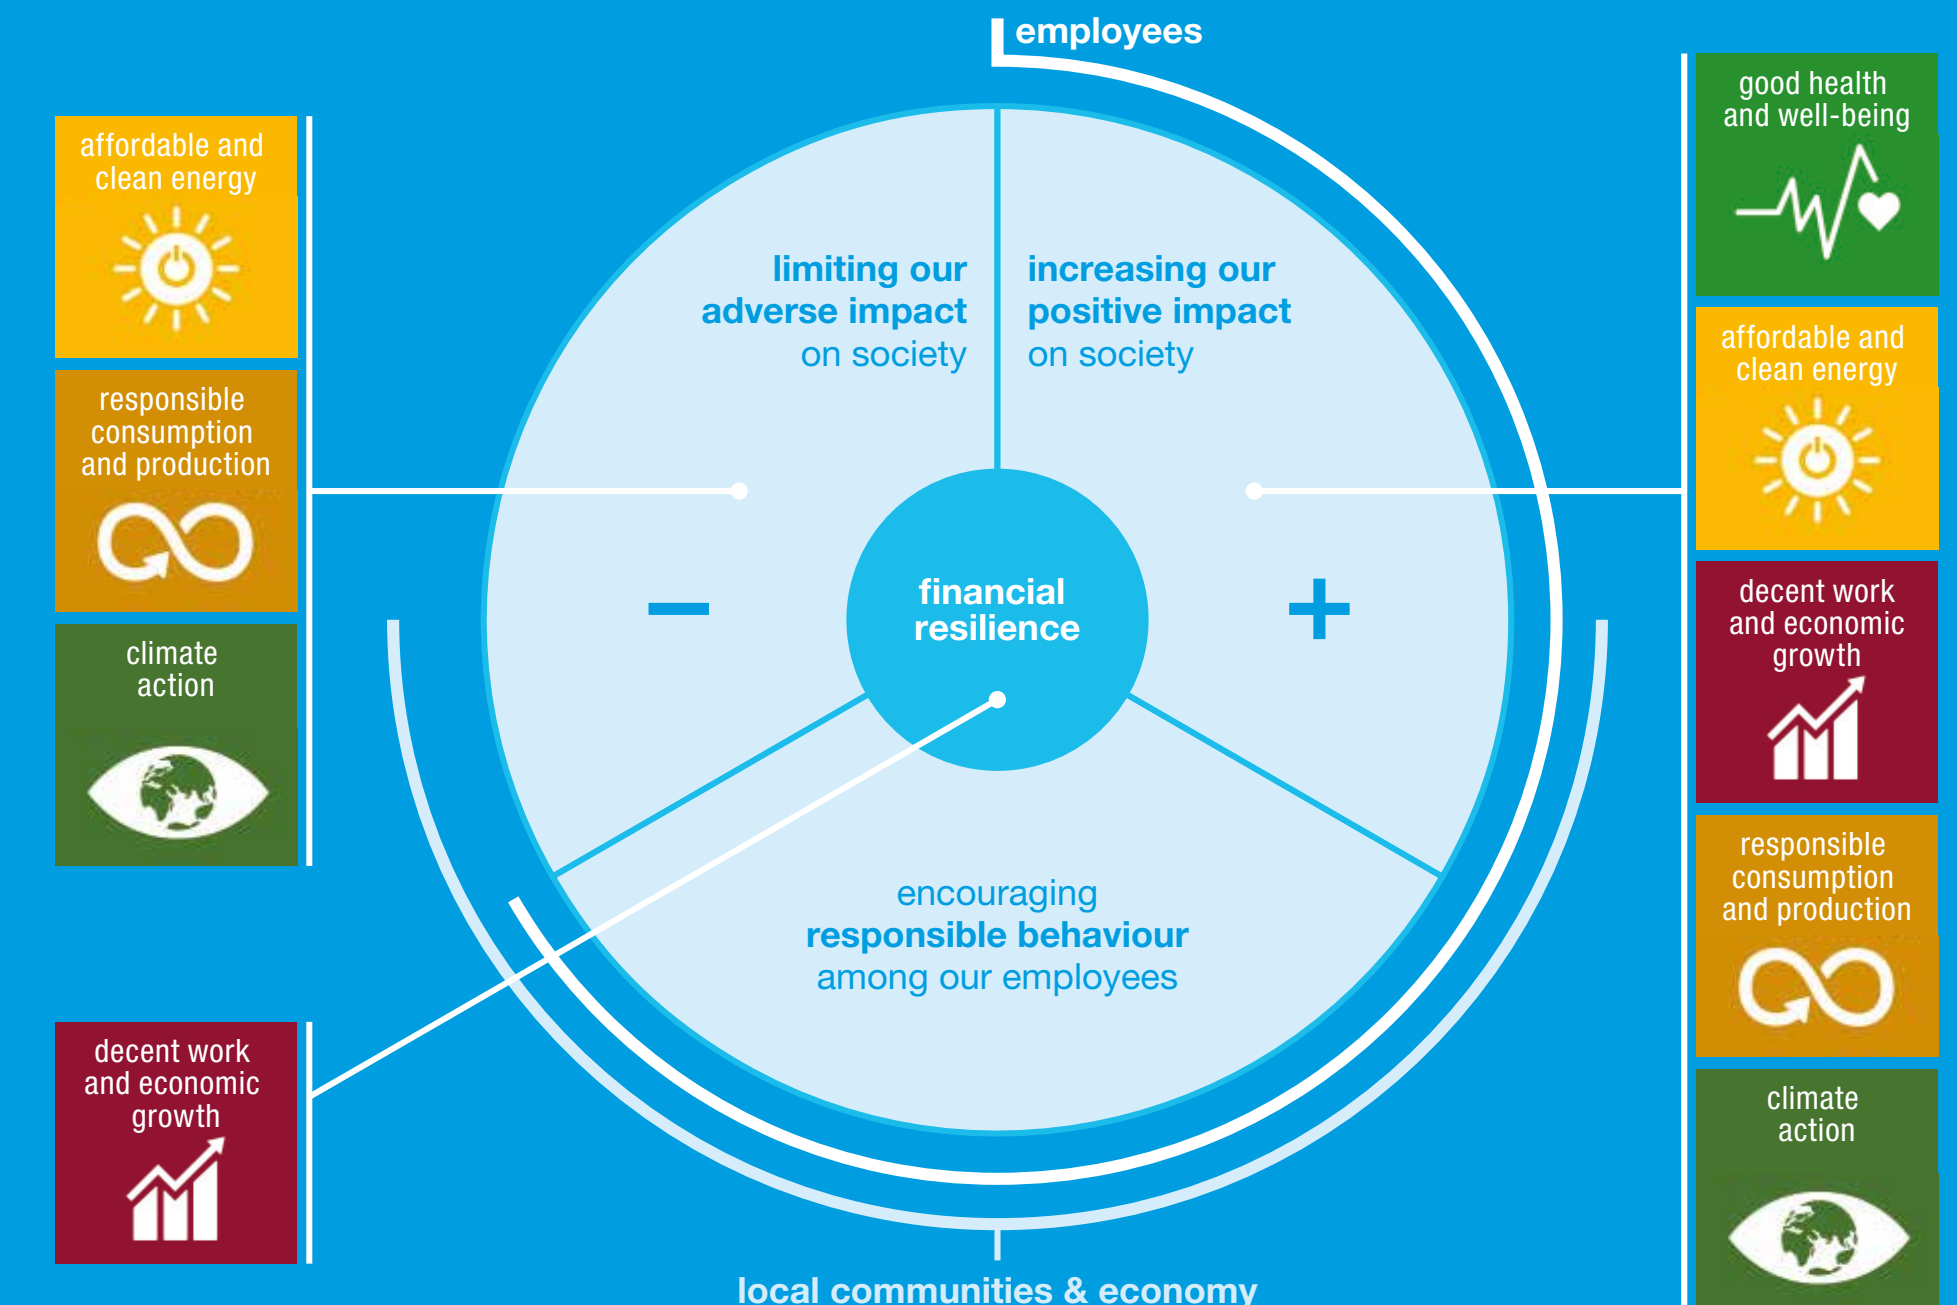 employees
affordable and
clean energy
responsible
consumption
and production
climate
action
decent work
and economic
growth
limiting our
adverse impact
on society
increasing our
positive impact
on society
–
+
financial
resilience
encouraging
responsible behaviour
among our employees
local communities & economy
good health
and well-being
affordable and
clean energy
decent work
and economic
growth
responsible
consumption
and production
climate
action